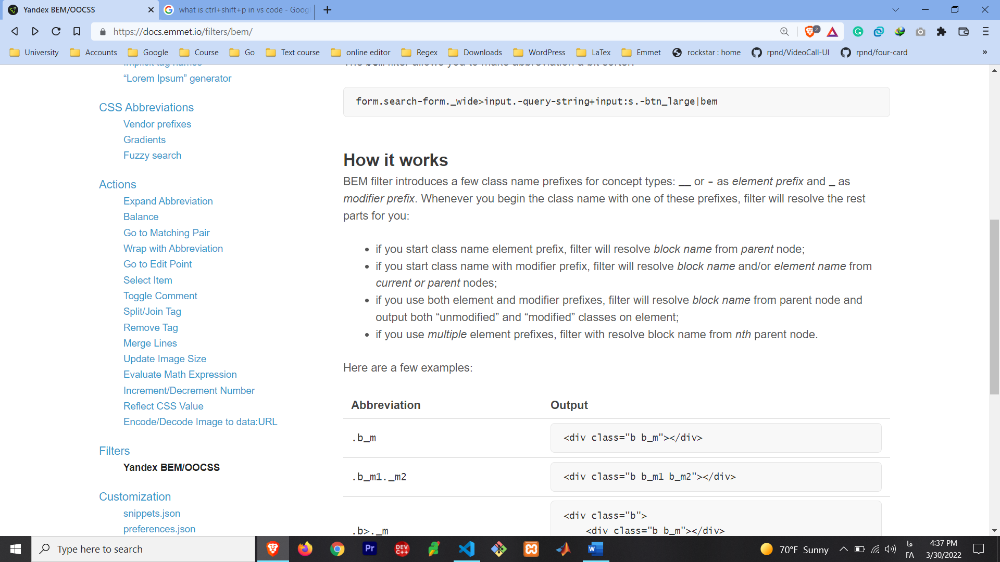 Yandex BEM/OOCSS
what is ctrl+shift+p in vs code - Goog
https://docs.emmet.io/filters/bem/
2
University
Accounts
Google
Course
Go
Text course
online editor
Regex
Downloads
WordPress
LaTex
Emmet
rockstar : home
rpnd/VideoCall-UI
rpnd/four-card
»
“Lorem Ipsum” generator
CSS Abbreviations
Vendor prefixes
Gradients
Fuzzy search
Actions
Expand Abbreviation
Balance
Go to Matching Pair
Wrap with Abbreviation
Go to Edit Point
Select Item
Toggle Comment
Split/Join Tag
Remove Tag
Merge Lines
Update Image Size
Evaluate Math Expression
Increment/Decrement Number
Reflect CSS Value
Encode/Decode Image to data:URL
Filters
Yandex BEM/OOCSS
Customization
snippets.json
preferences.json
form.search-form._wide>input.-query-string+input:s.-btn_large|bem
How it works
BEM filter introduces a few class name prefixes for concept types: __ or - as element prefix and _ as
modifier prefix. Whenever you begin the class name with one of these prefixes, filter will resolve the rest
parts for you:
• if you start class name element prefix, filter will resolve block name from parent node;
• if you start class name with modifier prefix, filter will resolve block name and/or element name from
current or parent nodes;
• if you use both element and modifier prefixes, filter will resolve block name from parent node and
output both “unmodified” and “modified” classes on element;
• if you use multiple element prefixes, filter with resolve block name from nth parent node.
Here are a few examples:
Abbreviation Output
.b_m <div class="b b_m"></div>
.b_m1._m2 <div class="b b_m1 b_m2"></div>
<div class="b">
.b>._m <div class="b b_m"></div>
Type here to search
Pr
DEV C++
W
70°F Sunny
فا
FA
4:37 PM
3/30/2022